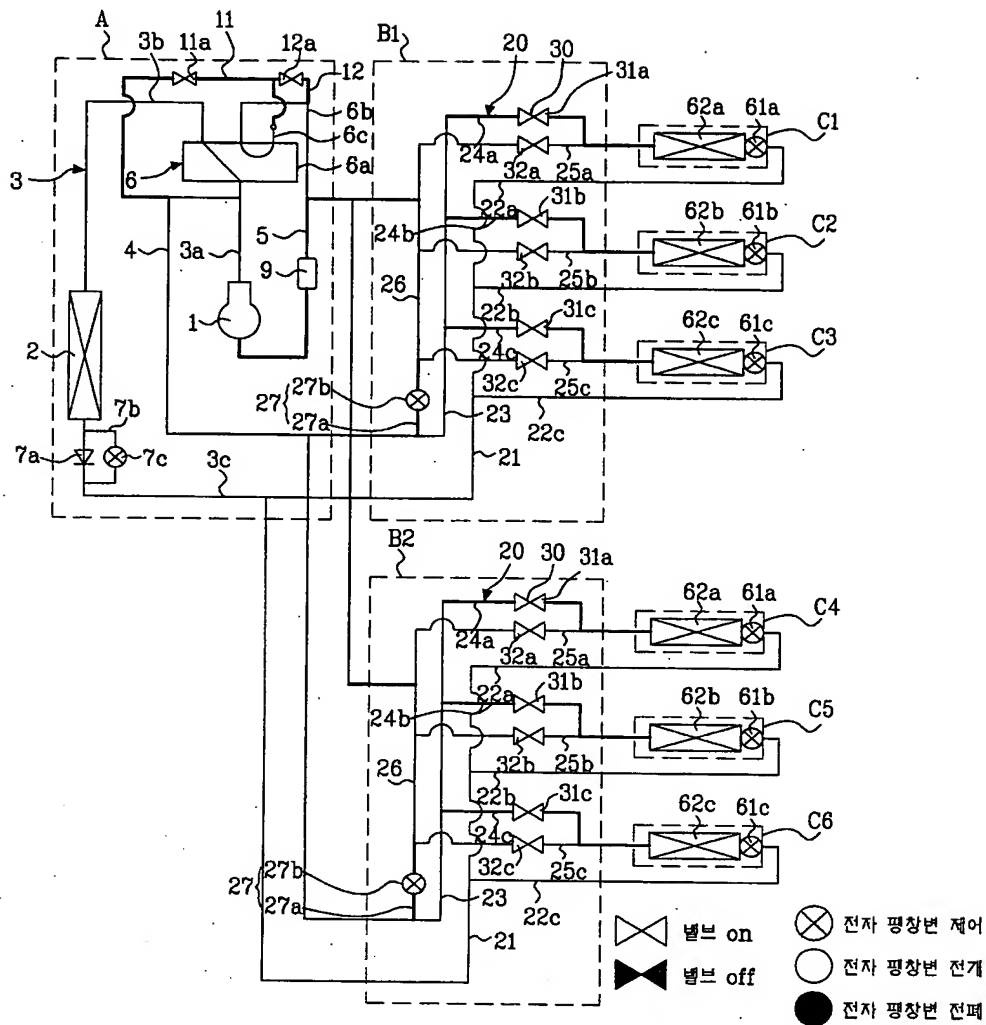 A
11a
11
12a
3b
12
6b
6c
3
6
6a
4
3a
5
9
1
2
7b
7a
7c
3c
B1
20
30
31a
24a
32a
25a
31b
24b
22a
26
32b
25b
22b
31c
24c
27
27b
27a
32c
25c
23
22c
21
62a
61a
C1
62b
61b
C2
62c
61c
C3
B2
20
30
31a
24a
32a
25a
31b
24b
22a
26
32b
25b
22b
31c
24c
27
27b
27a
32c
25c
23
22c
21
62a
61a
C4
62b
61b
C5
62c
61c
C6
밸브 on
밸브 off
전자 평창변 제어
전자 평창변 전개
전자 평창변 전폐